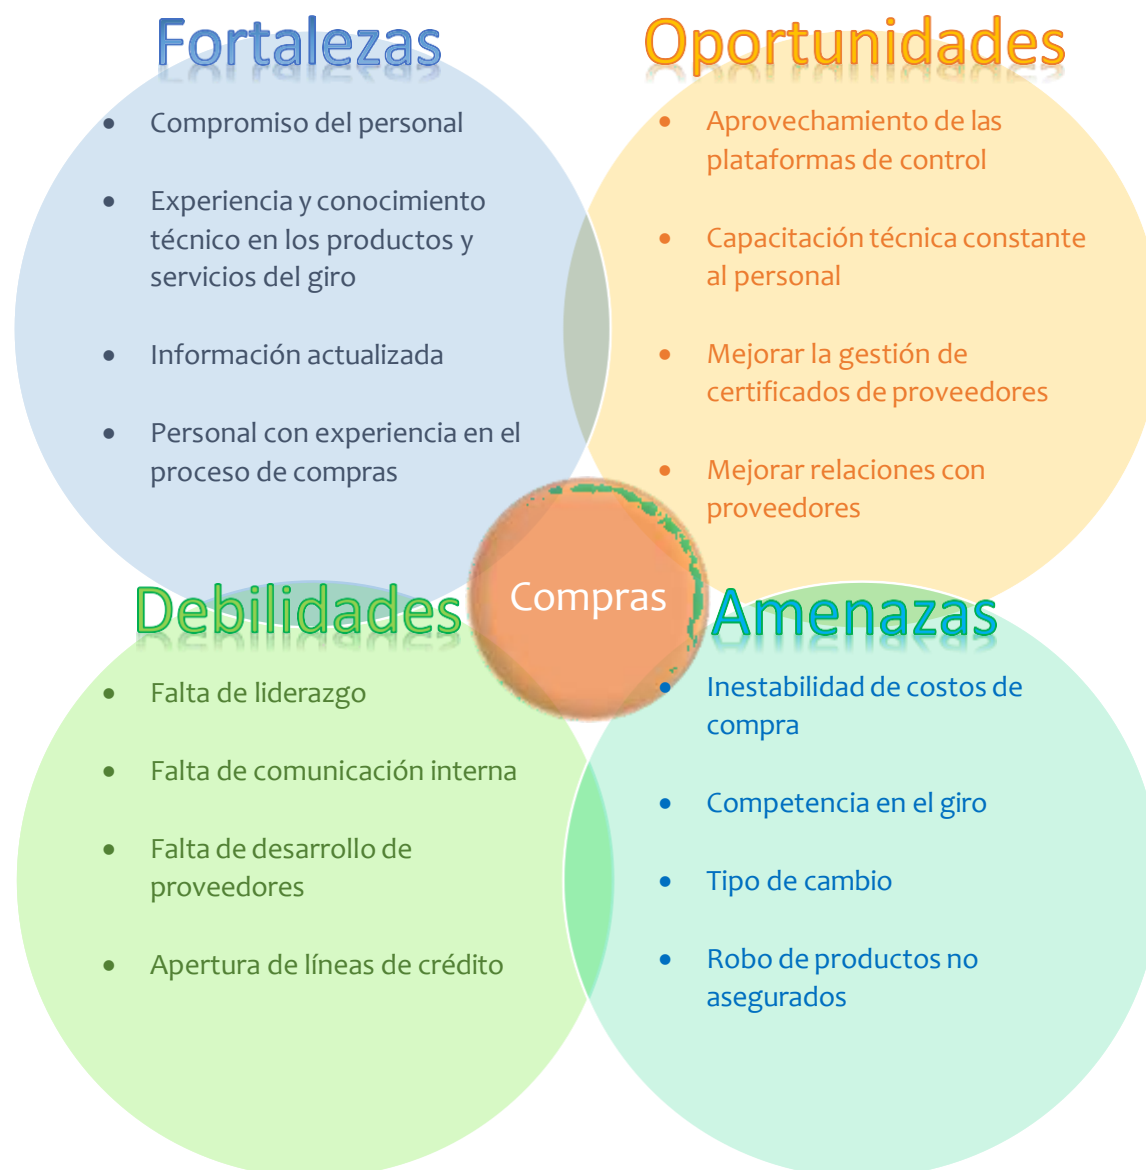 Fortalezas
• Compromiso del personal
• Experiencia y conocimiento
técnico en los productos y
servicios del giro
• Información actualizada
• Personal con experiencia en el
proceso de compras
Oportunidades
• Aprovechamiento de las
plataformas de control
• Capacitación técnica constante
al personal
• Mejorar la gestión de
certificados de proveedores
• Mejorar relaciones con
proveedores
Compras
Debilidades
• Falta de liderazgo
• Falta de comunicación interna
• Falta de desarrollo de
proveedores
• Apertura de líneas de crédito
Amenazas
• Inestabilidad de costos de
compra
• Competencia en el giro
• Tipo de cambio
• Robo de productos no
asegurados